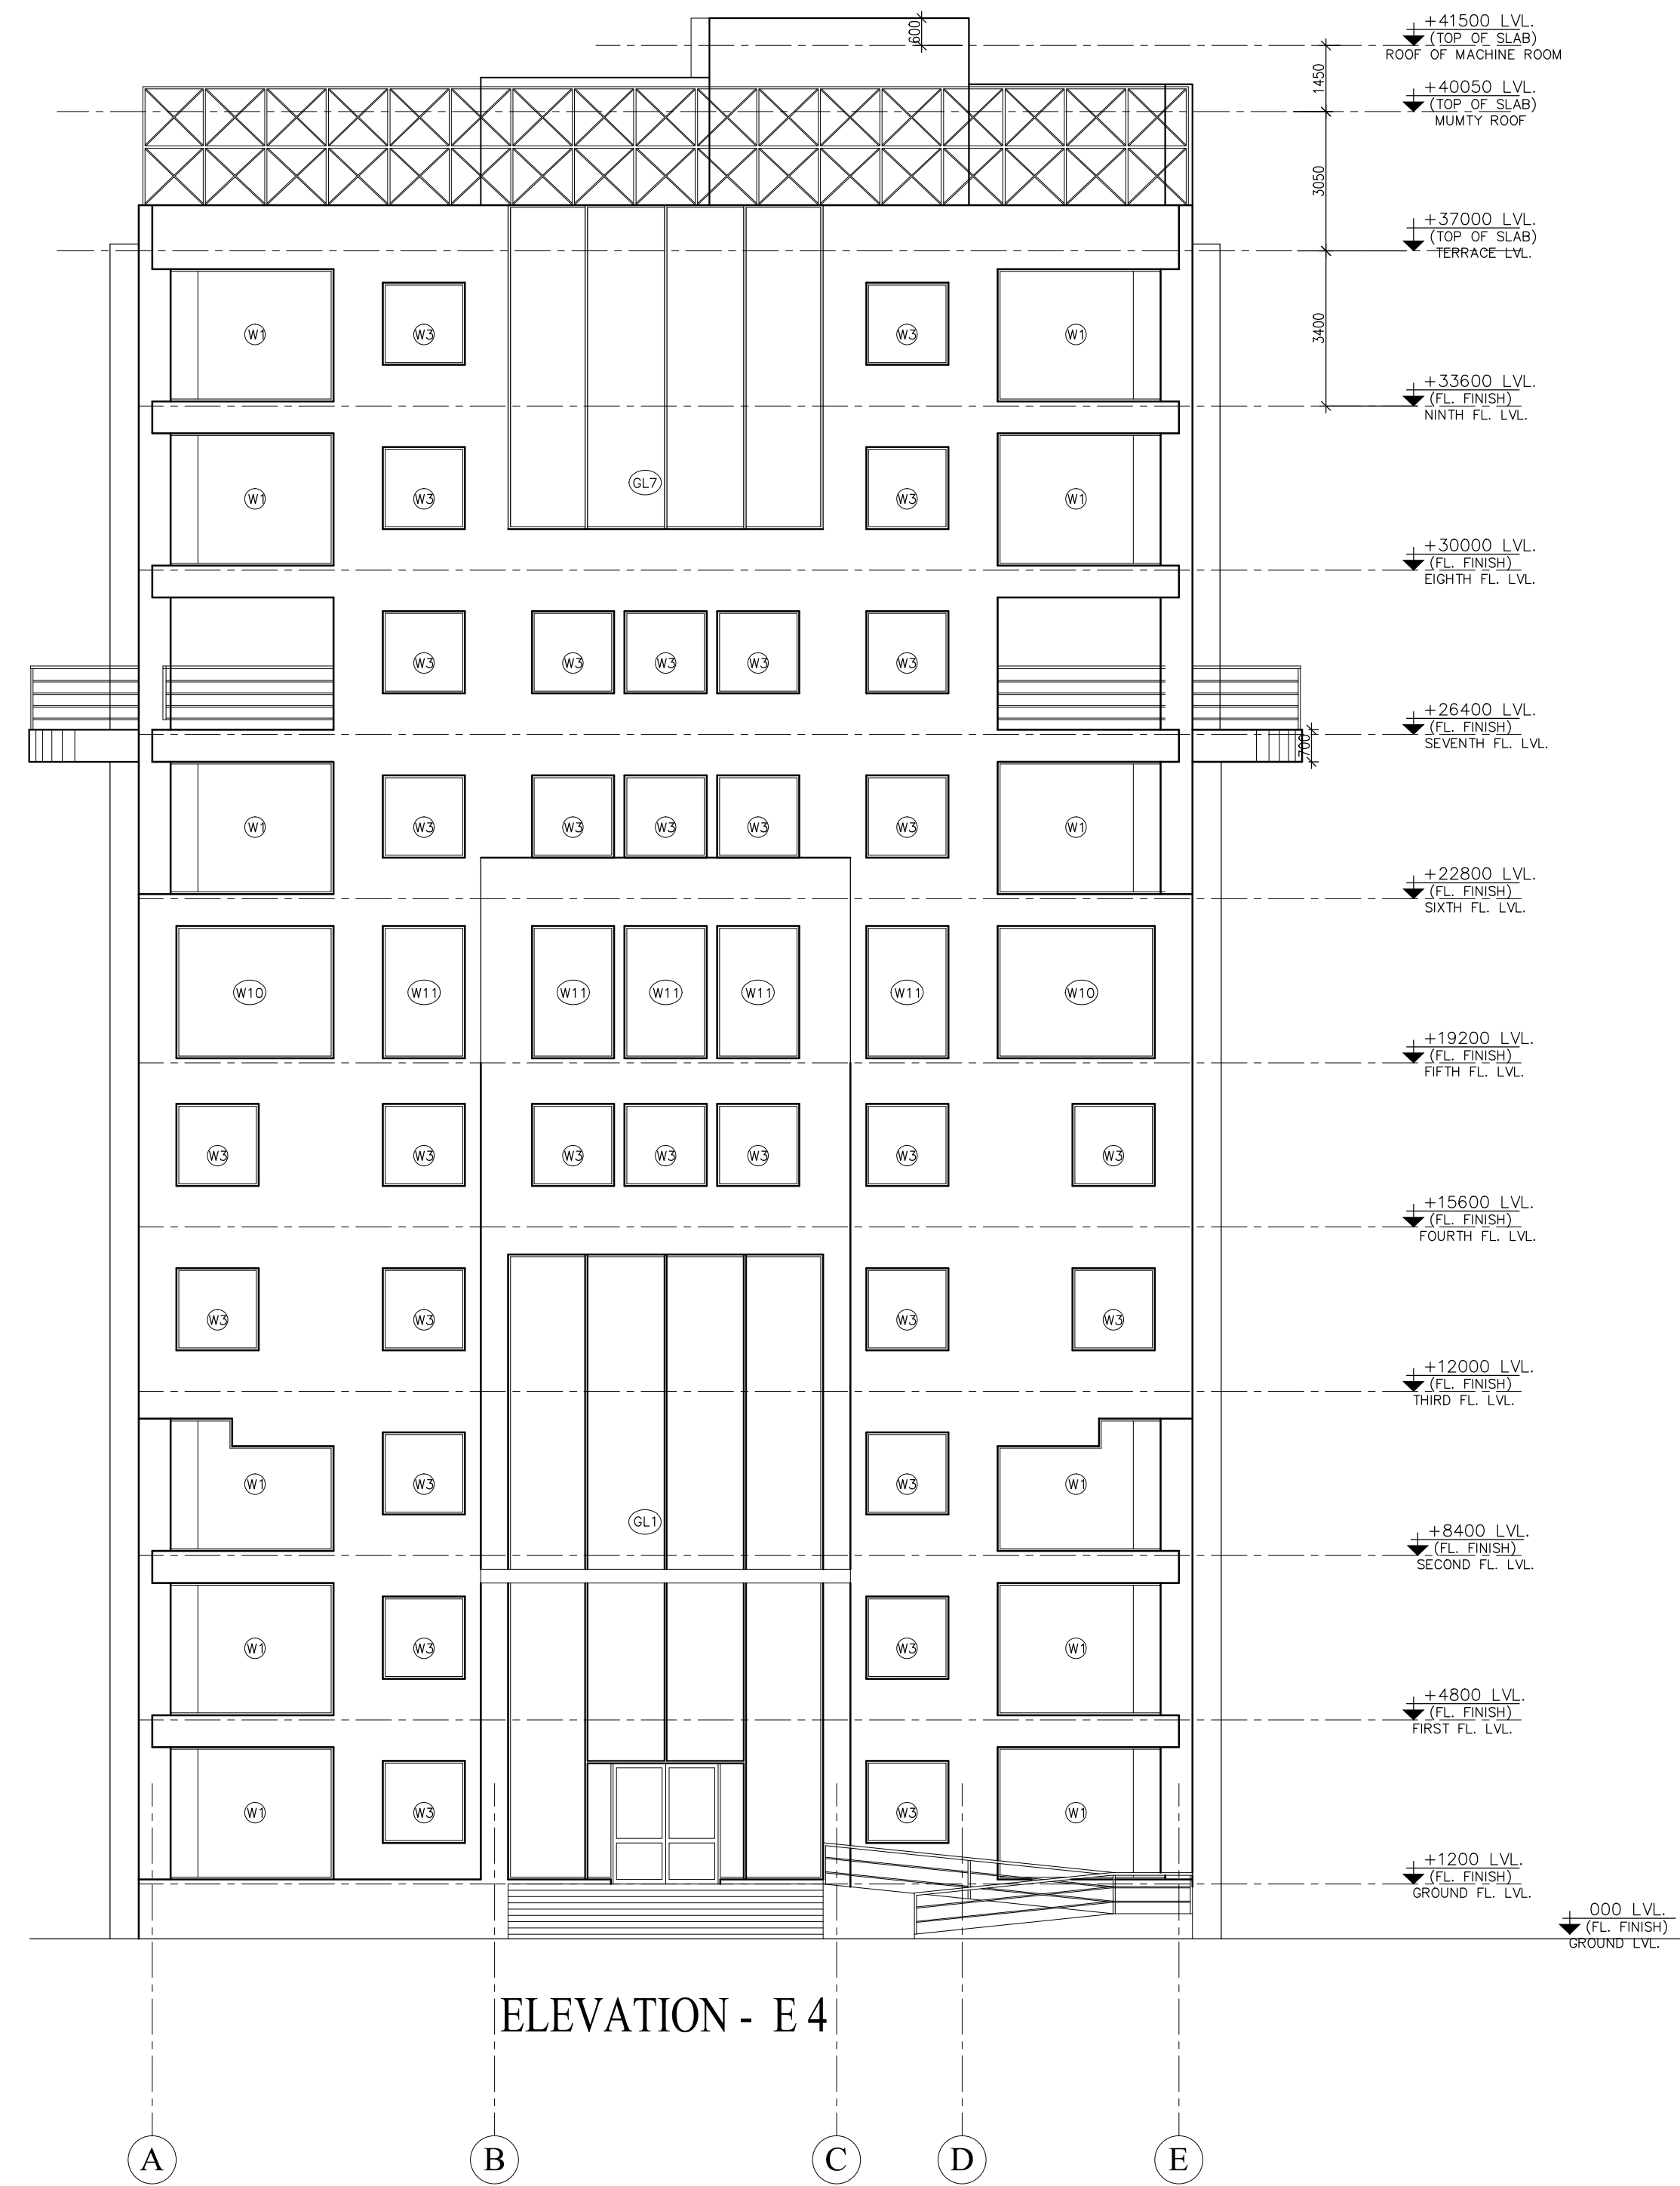 +41500 LVL.
600
(TOP OF SLAB)
ROOF OF MACHINE ROOM
1450
+40050 LVL.
(TOP OF SLAB)
MUMTY ROOF
3050
+37000 LVL.
(TOP OF SLAB)
TERRACE LVL.
3400
W1 W3 W3 W1
+33600 LVL.
(FL. FINISH)
NINTH FL. LVL.
GL7
W1 W3 W3 W1
+30000 LVL.
(FL. FINISH)
EIGHTH FL. LVL.
W3 W3 W3 W3 W3
+26400 LVL.
(FL. FINISH)
SEVENTH FL. LVL.
700
W1 W3 W3 W3 W3 W3 W1
+22800 LVL.
(FL. FINISH)
SIXTH FL. LVL.
W10 W11 W11 W11 W11 W11 W10
+19200 LVL.
(FL. FINISH)
FIFTH FL. LVL.
W3 W3 W3 W3 W3 W3 W3
+15600 LVL.
(FL. FINISH)
FOURTH FL. LVL.
W3 W3 W3 W3
+12000 LVL.
(FL. FINISH)
THIRD FL. LVL.
W1 W3 W3 W1
GL1
+8400 LVL.
(FL. FINISH)
SECOND FL. LVL.
W1 W3 W3 W1
+4800 LVL.
(FL. FINISH)
FIRST FL. LVL.
W1 W3 W3 W1
+1200 LVL.
(FL. FINISH)
GROUND FL. LVL.
000 LVL.
(FL. FINISH)
GROUND LVL.
ELEVATION - E 4
A B C D E